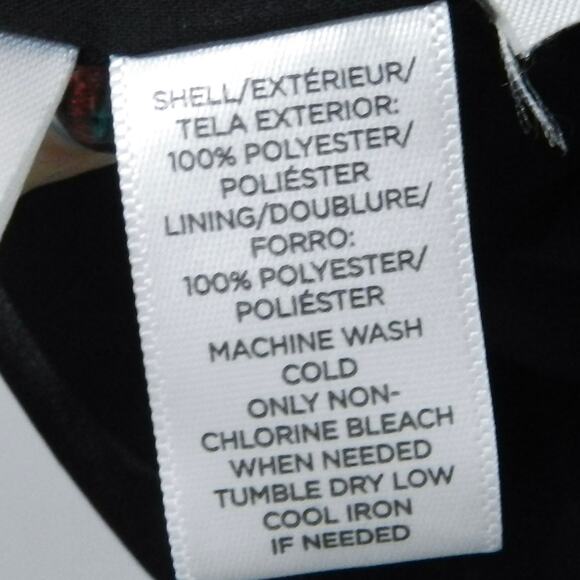 SHELL/EXTÉRIEUR/
TELA EXTERIOR:
100% POLYESTER/
POLIÉSTER
LINING/DOUBLURE/
FORRO:
100% POLYESTER/
POLIÉSTER
MACHINE WASH
COLD
ONLY NON-
CHLORINE BLEACH
WHEN NEEDED
TUMBLE DRY LOW
COOL IRON
IF NEEDED